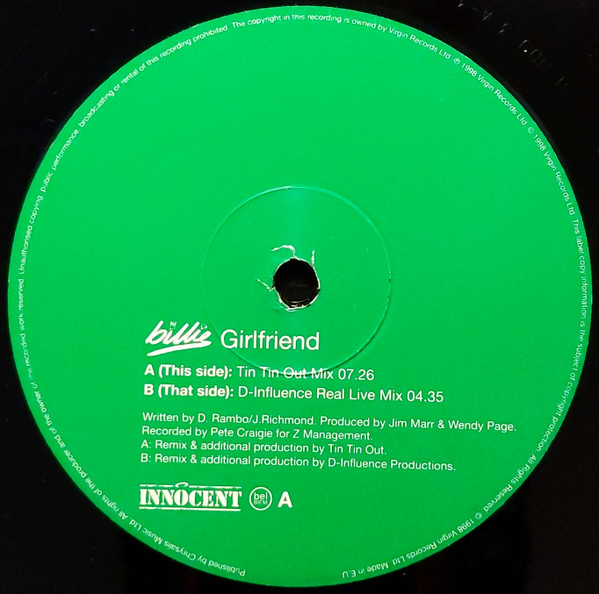 billie Girlfriend
A (This side): Tin Tin Out Mix 07.26
B (That side): D-Influence Real Live Mix 04.35
Written by D. Rambo/J.Richmond. Produced by Jim Marr & Wendy Page.
Recorded by Pete Craigie for Z Management.
A: Remix & additional production by Tin Tin Out.
B: Remix & additional production by D-Influence Productions.
INNOCENT A
Published by Chrysalis Music Ltd. All rights of the producer and of the owner of the recorded work reserved. Unauthorised copying, public performance, broadcasting or rental of this recording prohibited. The copyright in this recording is owned by Virgin Records Ltd. ℗ 1998 Virgin Records Ltd. © 1998 Virgin Records Ltd. This label copy information is the subject of copyright protection. All Rights Reserved. © 1998 Virgin Records Ltd. Made in E.U.